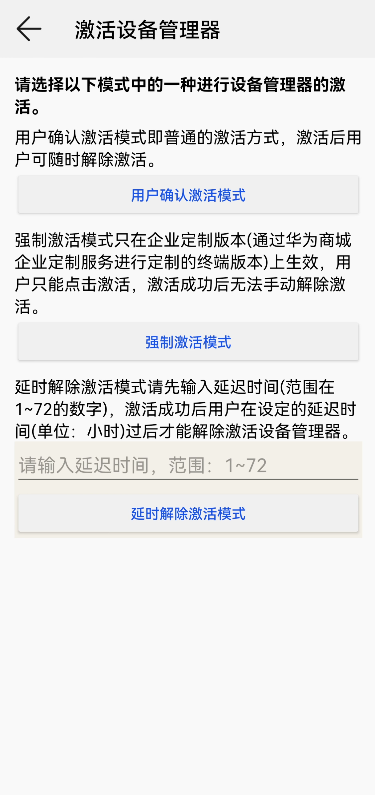 激活设备管理器
请选择以下模式中的一种进行设备管理器的激
活。
用户确认激活模式即普通的激活方式，激活后用
户可随时解除激活。
用户确认激活模式
强制激活模式只在企业定制版本(通过华为商城
企业定制服务进行定制的终端版本)上生效，用
户只能点击激活，激活成功后无法手动解除激
活。
强制激活模式
延时解除激活模式请先输入延迟时间(范围在
1~72的数字)，激活成功后用户在设定的延迟时
间(单位：小时)过后才能解除激活设备管理器。
请输入延迟时间，范围：1~72
延时解除激活模式